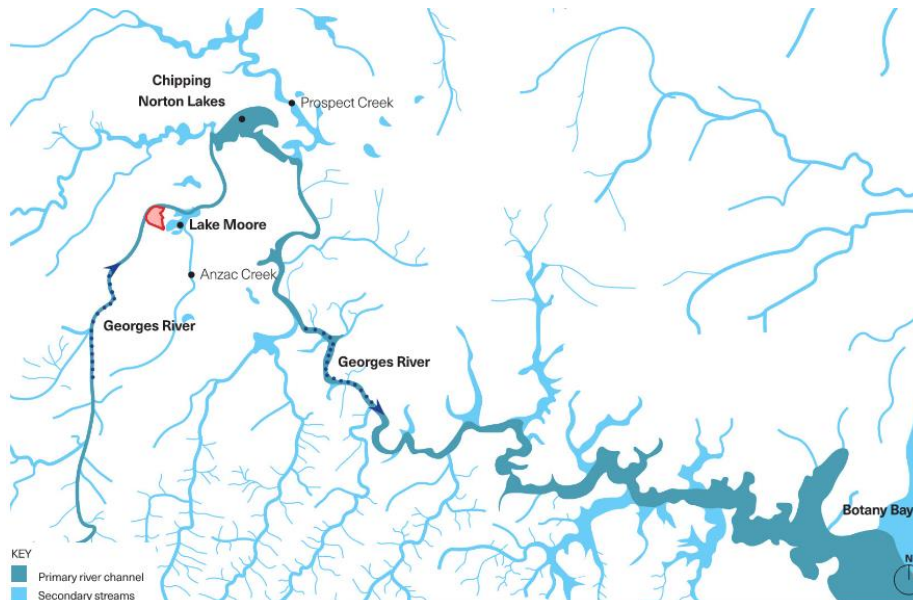 Chipping
Norton Lakes
Prospect Creek
Lake Moore
Anzac Creek
Georges River
Georges River
Botany Bay
N
KEY
Primary river channel
Secondary streams